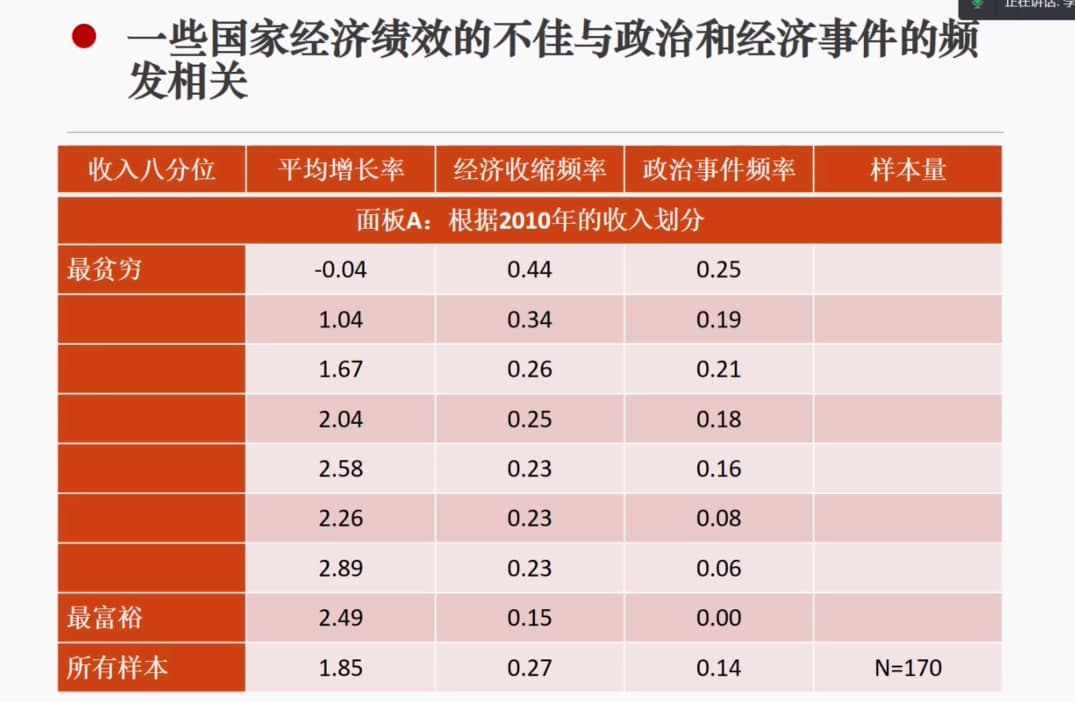 正在讲话: 学
一些国家经济绩效的不佳与政治和经济事件的频
发相关
收入八分位 平均增长率 经济收缩频率 政治事件频率 样本量
面板A：根据2010年的收入划分
最贫穷 -0.04 0.44 0.25
1.04 0.34 0.19
1.67 0.26 0.21
2.04 0.25 0.18
2.58 0.23 0.16
2.26 0.23 0.08
2.89 0.23 0.06
最富裕 2.49 0.15 0.00
所有样本 1.85 0.27 0.14 N=170